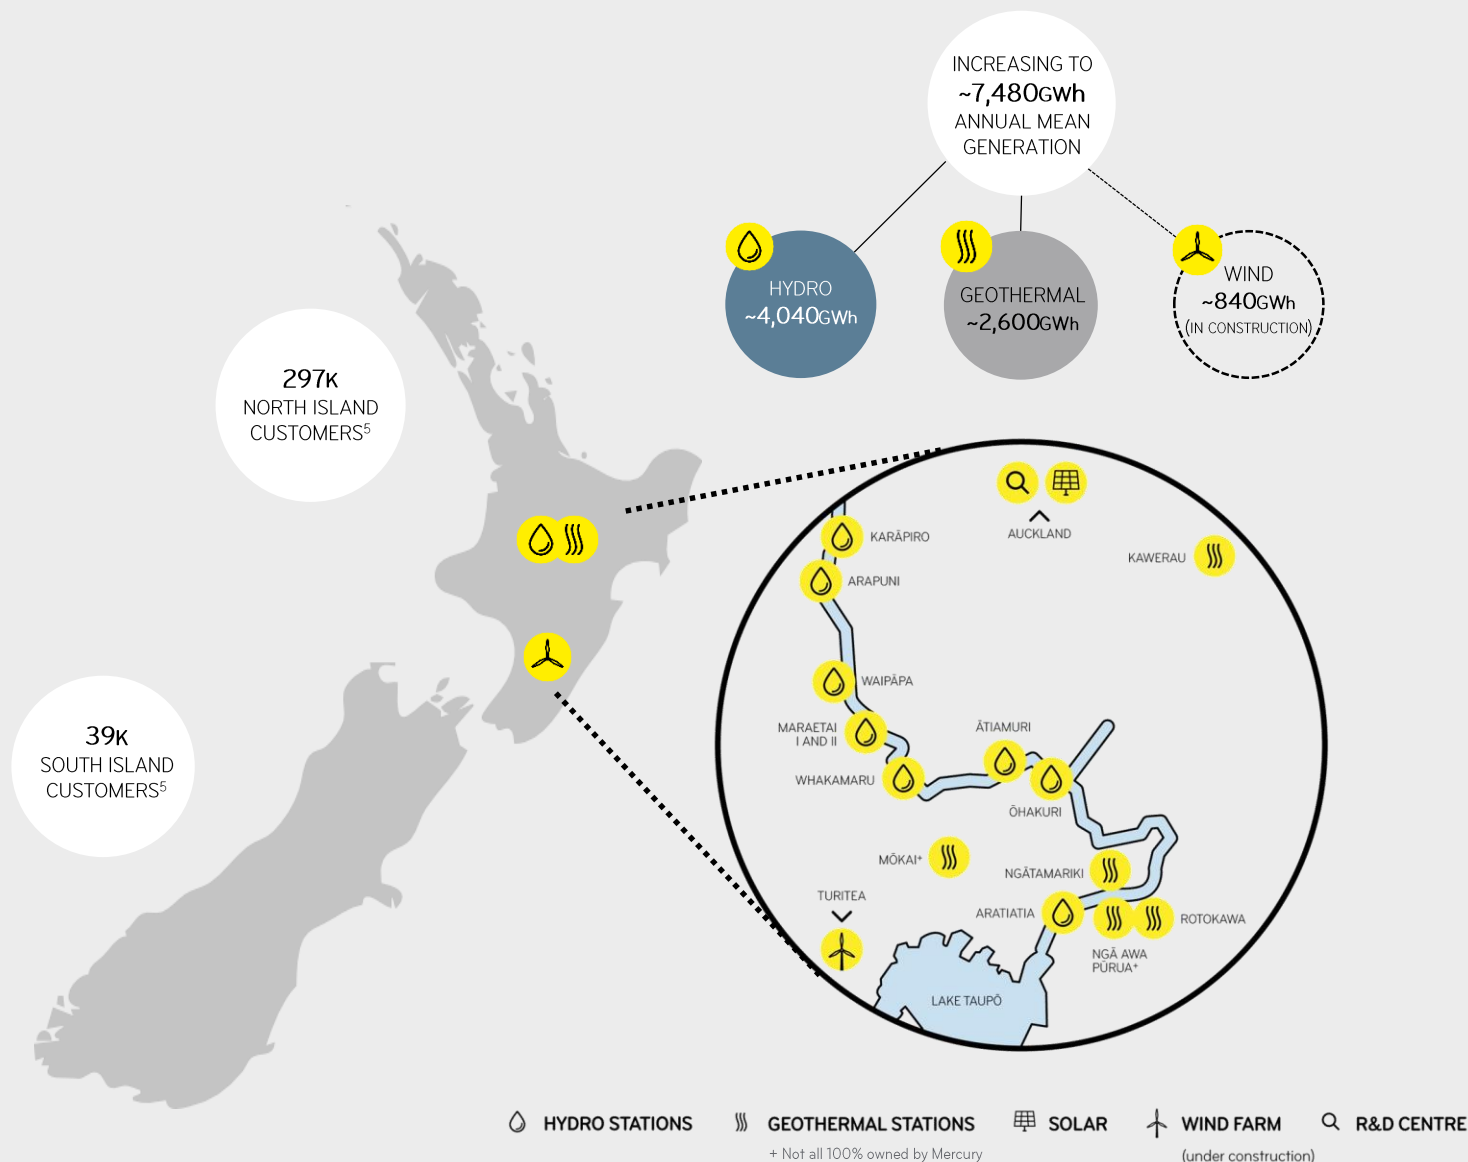 INCREASING TO
~7,480GWh
ANNUAL MEAN
GENERATION
HYDRO
~4,040GWh
GEOTHERMAL
~2,600GWh
WIND
~840GWh
(IN CONSTRUCTION)
297K
NORTH ISLAND
CUSTOMERS⁵
39K
SOUTH ISLAND
CUSTOMERS⁵
AUCKLAND
KARĀPIRO
KAWERAU
ARAPUNI
WAIPĀPA
MARAETAI
I AND II
ĀTIAMURI
WHAKAMARU
ŌHAKURI
MŌKAI⁺
NGĀTAMARIKI
TURITEA
ARATIATIA
ROTOKAWA
NGĀ AWA
PŪRUA⁺
LAKE TAUPŌ
HYDRO STATIONS
GEOTHERMAL STATIONS
+ Not all 100% owned by Mercury
SOLAR
WIND FARM
(under construction)
R&D CENTRE